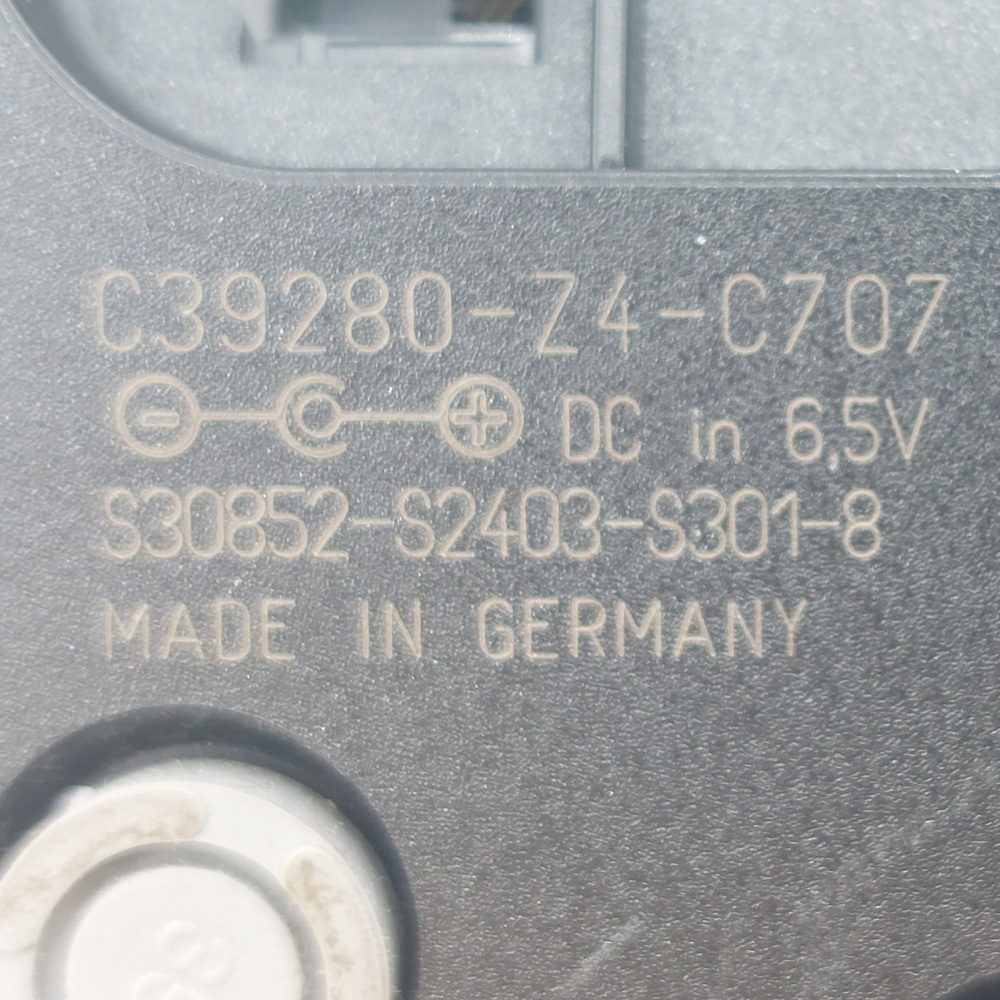 C39280-Z4-C707
DC in 6,5V
S30852-S2403-S301-8
MADE IN GERMANY